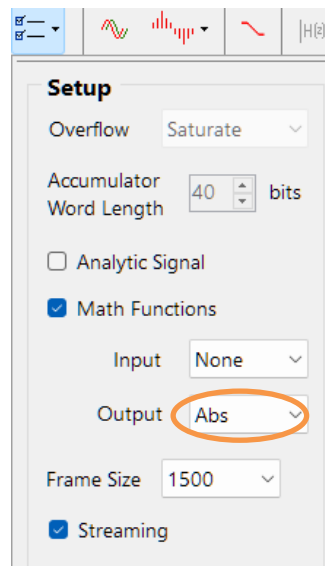 |H(z)
Setup
Overflow Saturate
Accumulator
Word Length 40 bits
Analytic Signal
Math Functions
Input None
Output Abs
Frame Size 1500
Streaming